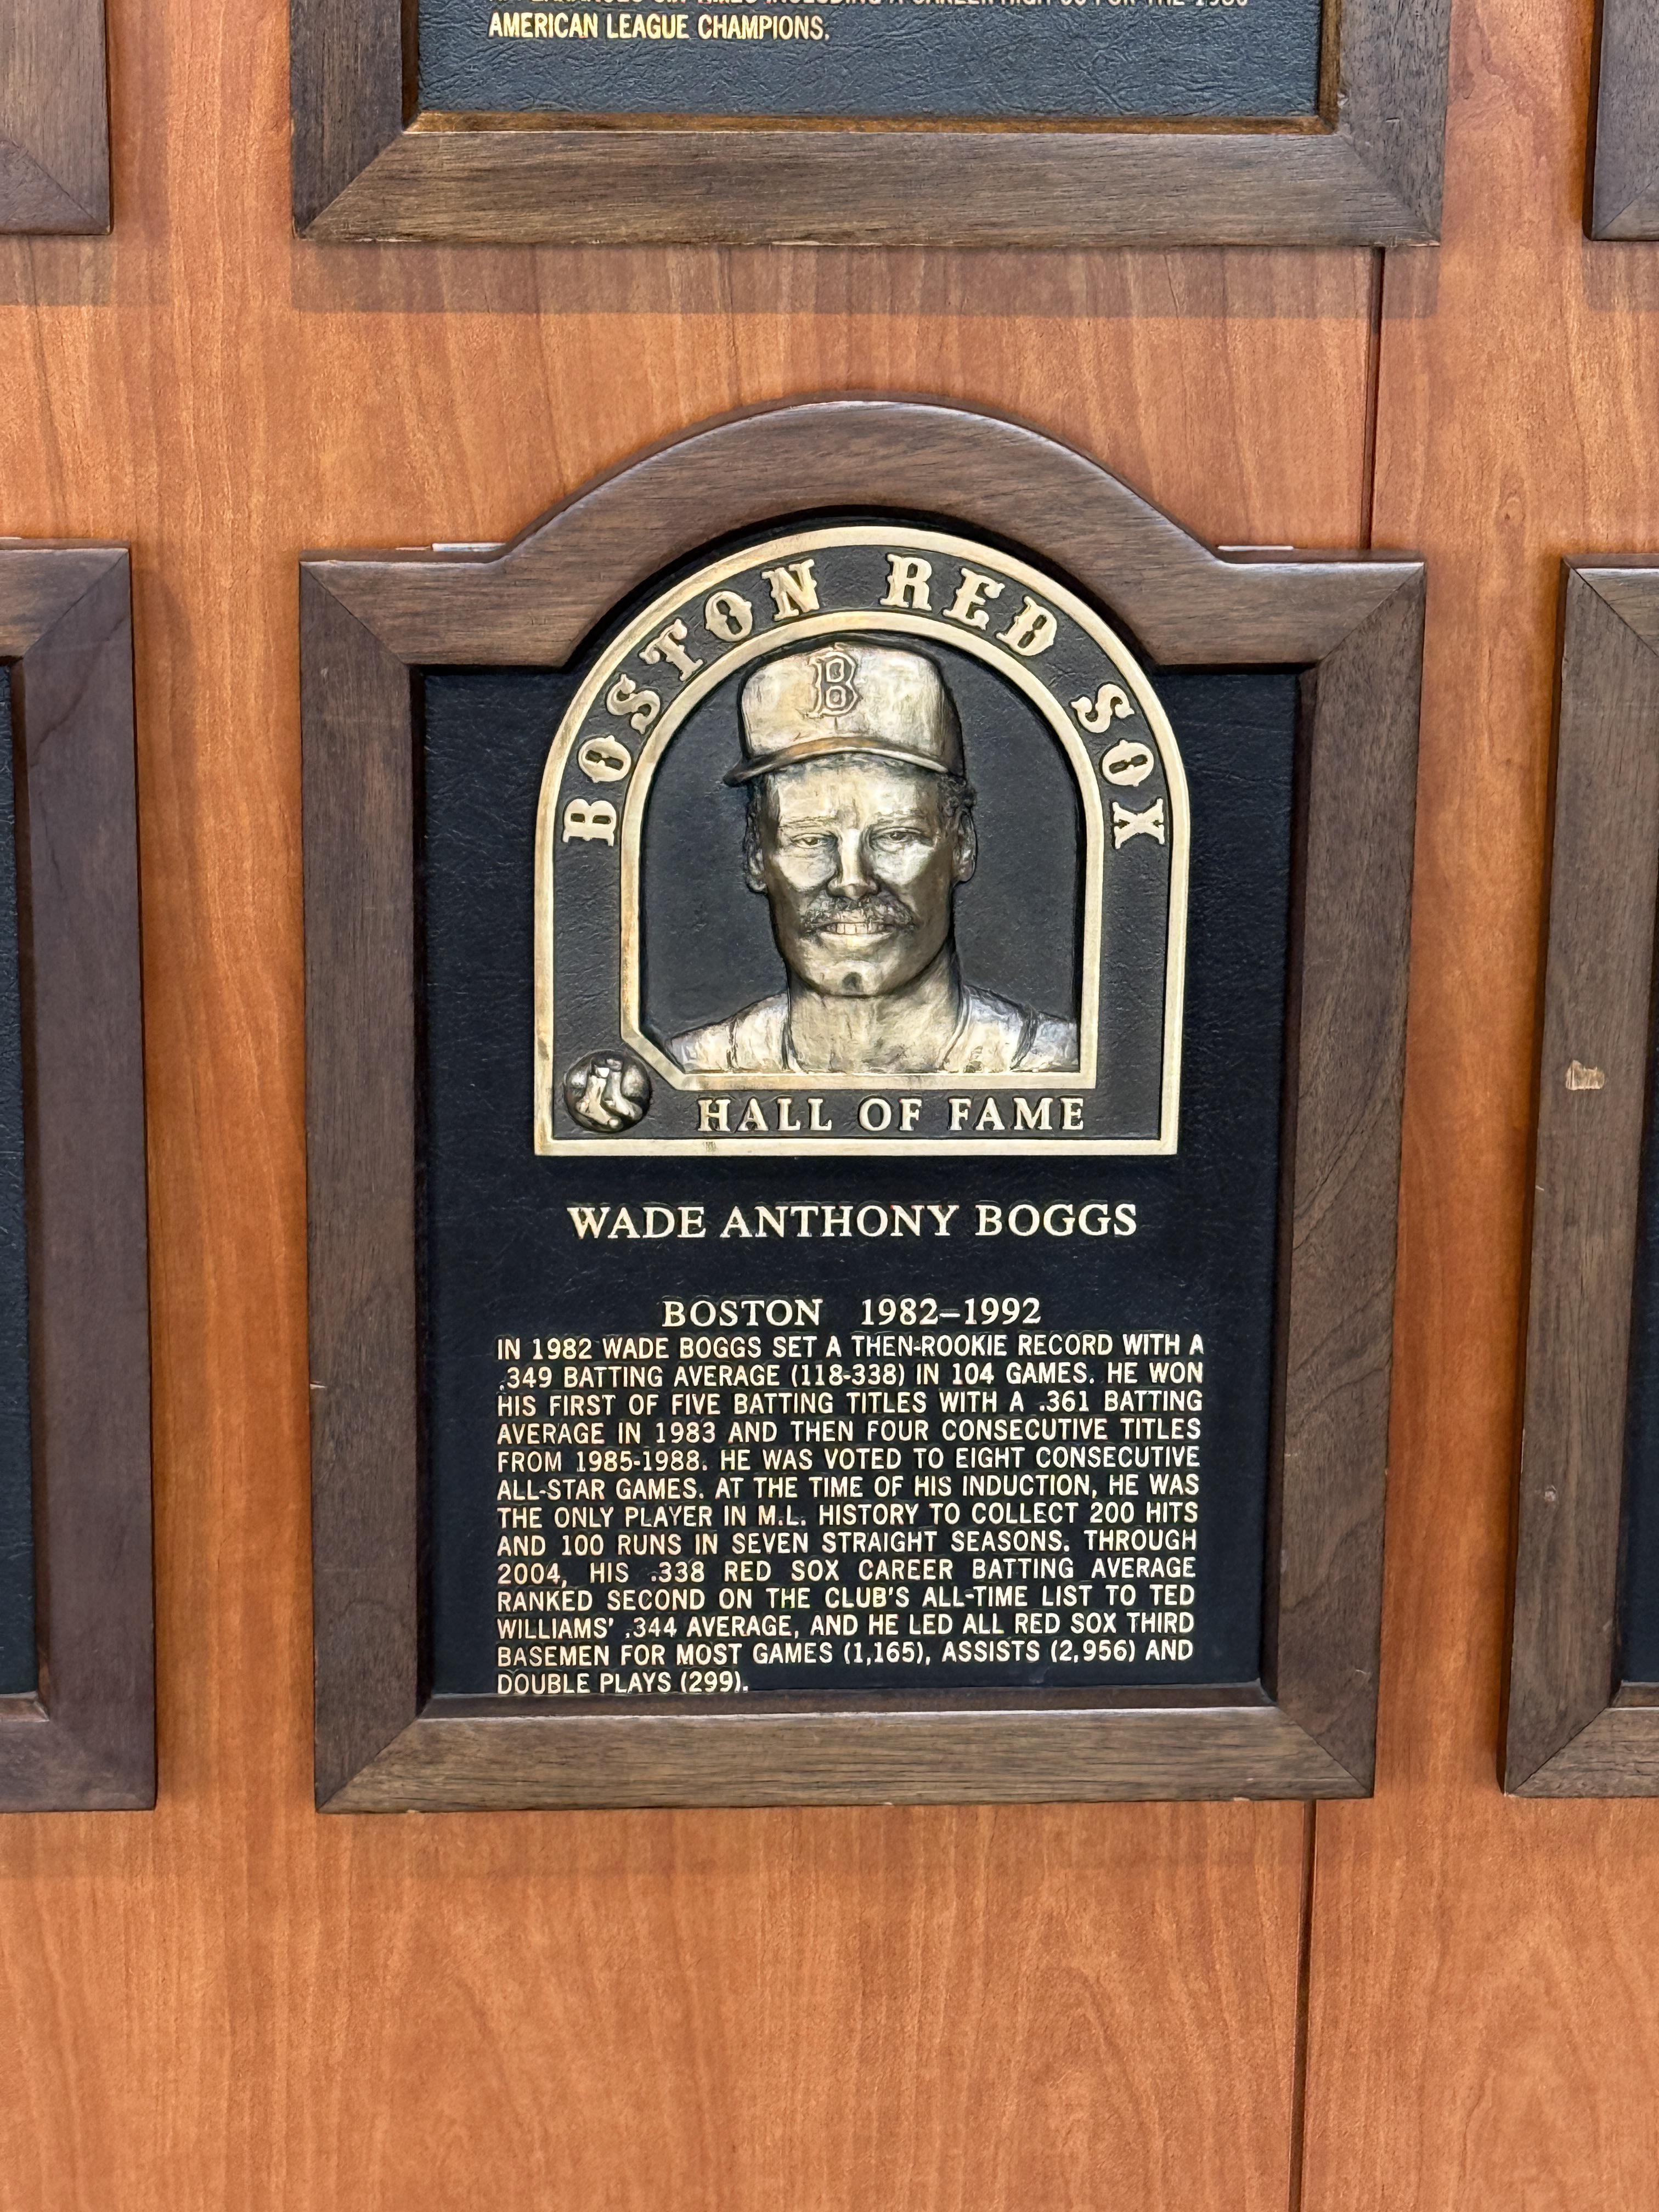 AMERICAN LEAGUE CHAMPIONS.
BOSTON RED SOX
B
HALL OF FAME
WADE ANTHONY BOGGS
BOSTON 1982–1992
IN 1982 WADE BOGGS SET A THEN-ROOKIE RECORD WITH A
.349 BATTING AVERAGE (118-338) IN 104 GAMES. HE WON
HIS FIRST OF FIVE BATTING TITLES WITH A .361 BATTING
AVERAGE IN 1983 AND THEN FOUR CONSECUTIVE TITLES
FROM 1985-1988. HE WAS VOTED TO EIGHT CONSECUTIVE
ALL-STAR GAMES. AT THE TIME OF HIS INDUCTION, HE WAS
THE ONLY PLAYER IN M.L. HISTORY TO COLLECT 200 HITS
AND 100 RUNS IN SEVEN STRAIGHT SEASONS. THROUGH
2004, HIS .338 RED SOX CAREER BATTING AVERAGE
RANKED SECOND ON THE CLUB'S ALL-TIME LIST TO TED
WILLIAMS' .344 AVERAGE, AND HE LED ALL RED SOX THIRD
BASEMEN FOR MOST GAMES (1,165), ASSISTS (2,956) AND
DOUBLE PLAYS (299).